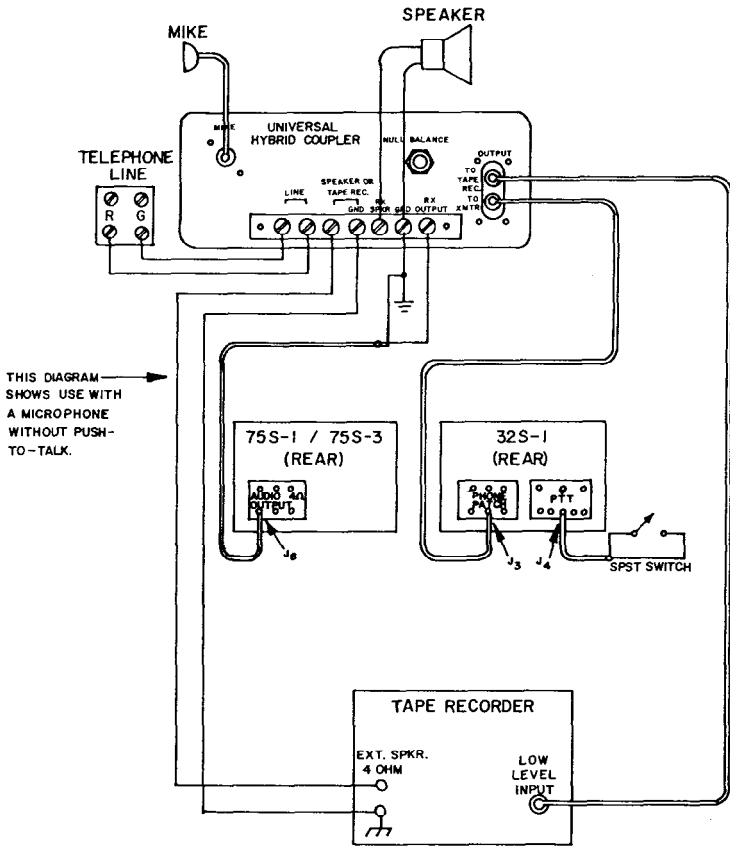 SPEAKER
MIKE
MIKE
UNIVERSAL
HYBRID COUPLER
NULL BALANCE
OUTPUT
TO
TAPE
REC.
TO
XMTR
TELEPHONE
LINE
R G
LINE
SPEAKER OR
TAPE REC.
GND
RX
SPKR
GRD
RX
OUTPUT
THIS DIAGRAM
SHOWS USE WITH
A MICROPHONE
WITHOUT PUSH-
TO-TALK.
75S-1 / 75S-3
(REAR)
AUDIO 4Ω
OUTPUT
J6
32S-1
(REAR)
PHONE
PATCH
PTT
J3
J4
SPST SWITCH
TAPE RECORDER
EXT. SPKR.
4 OHM
LOW
LEVEL
INPUT